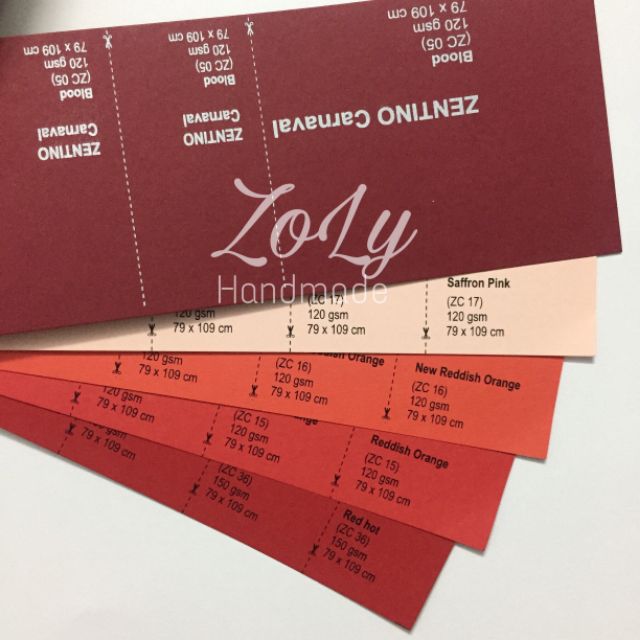 79 x 109 cm
120 gsm
(ZC 05)
Blood
ZENTINO
Carnaval
79 x 109 cm
120 gsm
(ZC 05)
Blood
ZENTINO
Carnaval
79 x 109 cm
120 gsm
(ZC 05)
Blood
ZENTINO Carnaval
ZoLy
Handmade
120 gsm
79 x 109 cm
(ZC 17)
120 gsm
79 x 109 cm
Saffron Pink
(ZC 17)
120 gsm
79 x 109 cm
120 gsm
79 x 109 cm
Reddish Orange
(ZC 16)
120 gsm
79 x 109 cm
New Reddish Orange
(ZC 16)
120 gsm
79 x 109 cm
120 gsm
79 x 109 cm
Orange
(ZC 15)
120 gsm
79 x 109 cm
Reddish Orange
(ZC 15)
120 gsm
79 x 109 cm
150 gsm
79 x 109 cm
(ZC 36)
150 gsm
79 x 109 cm
Red hot
(ZC 36)
150 gsm
79 x 109 cm